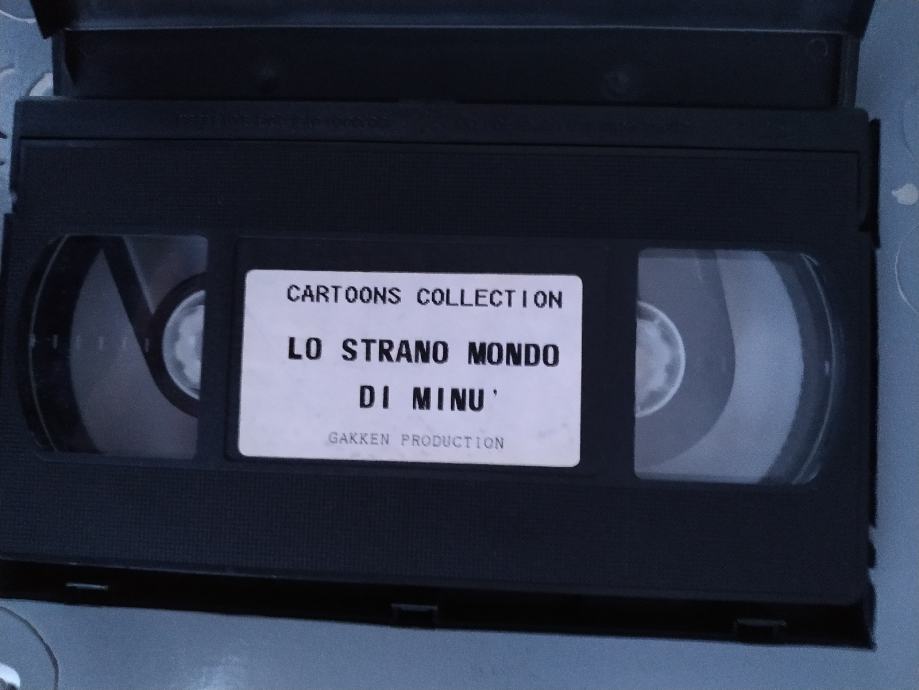 CARTOONS COLLECTION
LO STRANO MONDO
DI MINU'
GAKKEN PRODUCTION